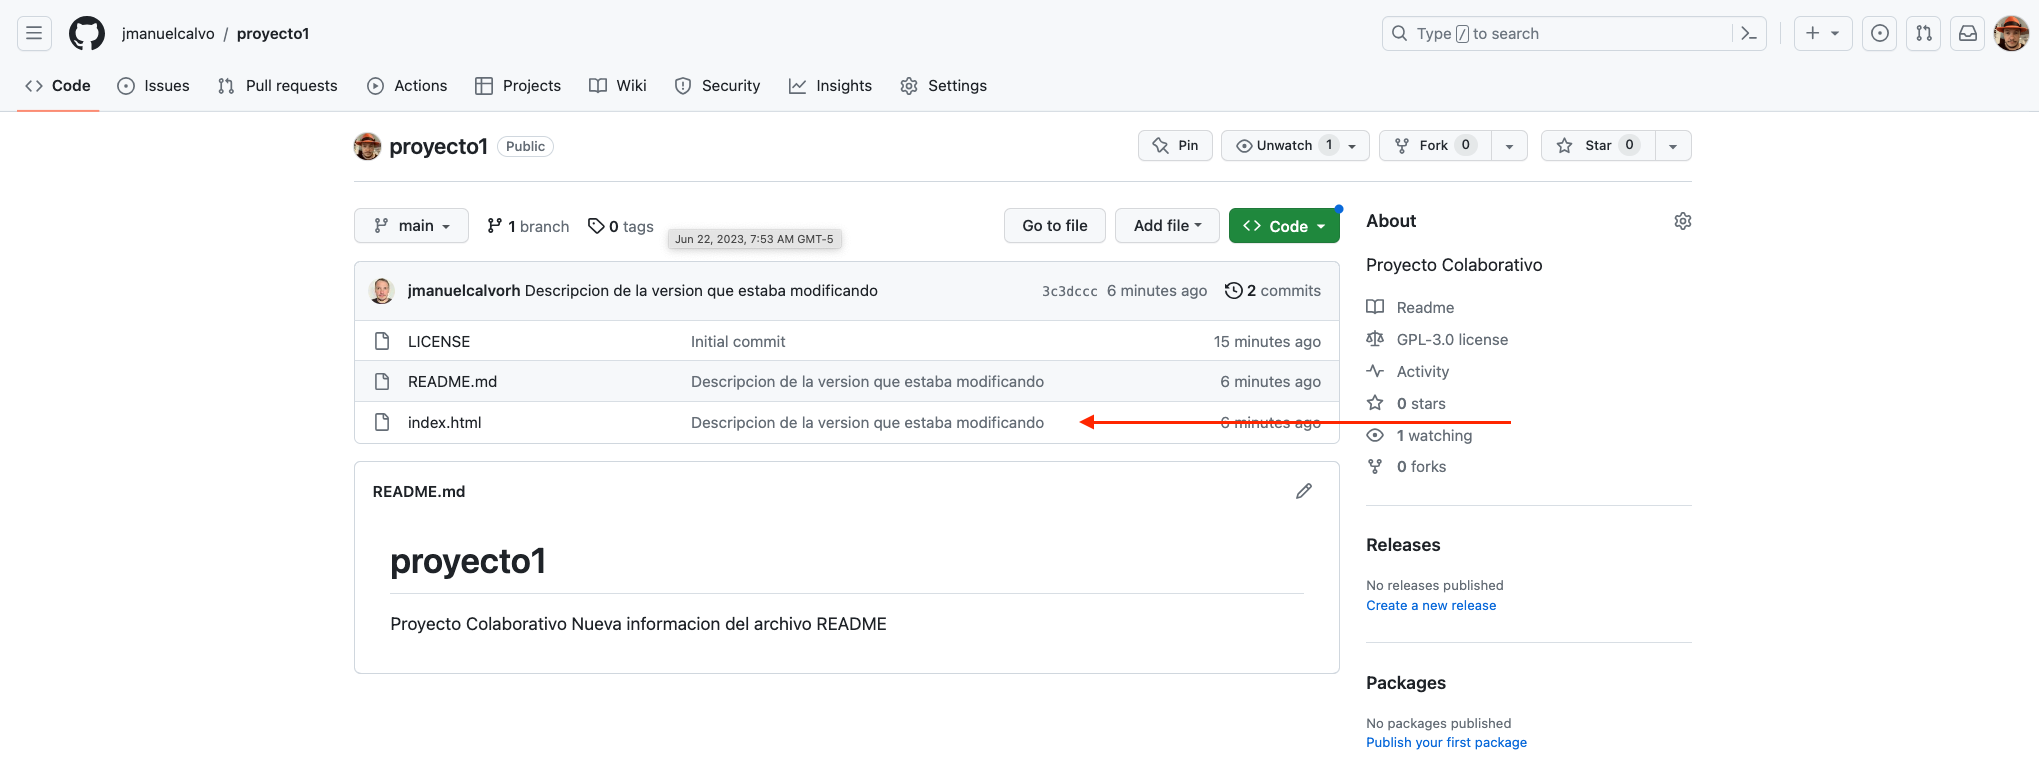 jmanuelcalvo / proyecto1
Type / to search
Code Issues Pull requests Actions Projects Wiki Security Insights Settings
proyecto1 Public
Pin Unwatch 1 Fork 0 Star 0
main 1 branch 0 tags Go to file Add file Code
Jun 22, 2023, 7:53 AM GMT-5
jmanuelcalvorh Descripcion de la version que estaba modificando 3c3dccc 6 minutes ago 2 commits
LICENSE Initial commit 15 minutes ago
README.md Descripcion de la version que estaba modificando 6 minutes ago
index.html Descripcion de la version que estaba modificando 6 minutes ago
README.md
proyecto1
Proyecto Colaborativo Nueva informacion del archivo README
About
Proyecto Colaborativo
Readme
GPL-3.0 license
Activity
0 stars
1 watching
0 forks
Releases
No releases published
Create a new release
Packages
No packages published
Publish your first package